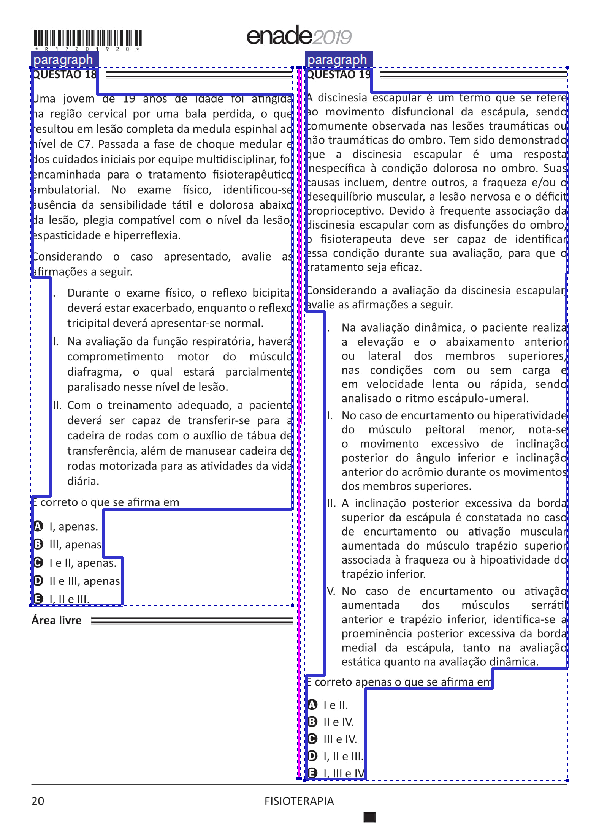 *R1720192020*
enade2019
paragraph
QUESTÃO 18
Uma jovem de 19 anos de idade foi atingida
na região cervical por uma bala perdida, o que
resultou em lesão completa da medula espinhal ao
nível de C7. Passada a fase de choque medular e
dos cuidados iniciais por equipe multidisciplinar, foi
encaminhada para o tratamento fisioterapêutico
ambulatorial. No exame físico, identificou-se
ausência da sensibilidade tátil e dolorosa abaixo
da lesão, plegia compatível com o nível da lesão,
espasticidade e hiperreflexia.
Considerando o caso apresentado, avalie as
afirmações a seguir.
I. Durante o exame físico, o reflexo bicipital
deverá estar exacerbado, enquanto o reflexo
tricipital deverá apresentar-se normal.
II. Na avaliação da função respiratória, haverá
comprometimento motor do músculo
diafragma, o qual estará parcialmente
paralisado nesse nível de lesão.
III. Com o treinamento adequado, a paciente
deverá ser capaz de transferir-se para a
cadeira de rodas com o auxílio de tábua de
transferência, além de manusear cadeira de
rodas motorizada para as atividades da vida
diária.
É correto o que se afirma em
A I, apenas.
B III, apenas.
C I e II, apenas.
D II e III, apenas.
E I, II e III.
Área livre
paragraph
QUESTÃO 19
A discinesia escapular é um termo que se refere
ao movimento disfuncional da escápula, sendo
comumente observada nas lesões traumáticas ou
não traumáticas do ombro. Tem sido demonstrado
que a discinesia escapular é uma resposta
inespecífica à condição dolorosa no ombro. Suas
causas incluem, dentre outros, a fraqueza e/ou o
desequilíbrio muscular, a lesão nervosa e o déficit
proprioceptivo. Devido à frequente associação da
discinesia escapular com as disfunções do ombro,
o fisioterapeuta deve ser capaz de identificar
essa condição durante sua avaliação, para que o
tratamento seja eficaz.
Considerando a avaliação da discinesia escapular,
avalie as afirmações a seguir.
I. Na avaliação dinâmica, o paciente realiza
a elevação e o abaixamento anterior
ou lateral dos membros superiores,
nas condições com ou sem carga e
em velocidade lenta ou rápida, sendo
analisado o ritmo escápulo-umeral.
II. No caso de encurtamento ou hiperatividade
do músculo peitoral menor, nota-se
o movimento excessivo de inclinação
posterior do ângulo inferior e inclinação
anterior do acrômio durante os movimentos
dos membros superiores.
III. A inclinação posterior excessiva da borda
superior da escápula é constatada no caso
de encurtamento ou ativação muscular
aumentada do músculo trapézio superior
associada à fraqueza ou à hipoatividade do
trapézio inferior.
IV. No caso de encurtamento ou ativação
aumentada dos músculos serrátil
anterior e trapézio inferior, identifica-se a
proeminência posterior excessiva da borda
medial da escápula, tanto na avaliação
estática quanto na avaliação dinâmica.
É correto apenas o que se afirma em
A I e II.
B II e IV.
C III e IV.
D I, II e III.
E I, III e IV.
20
FISIOTERAPIA